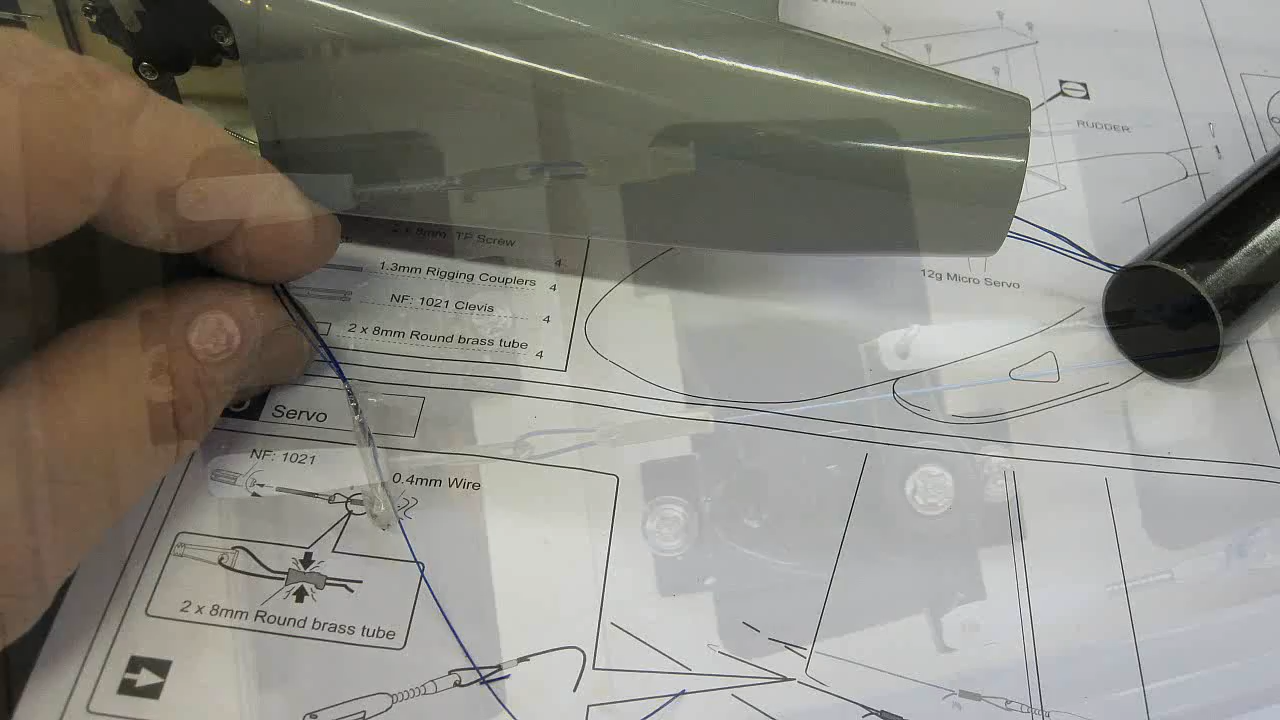 RUDDER
2 x 8mm TP Screw
4
1.3mm Rigging Couplers
4
NF: 1021 Clevis
4
2 x 8mm Round brass tube
4
12g Micro Servo
Servo
NF: 1021
0.4mm Wire
2 x 8mm Round brass tube